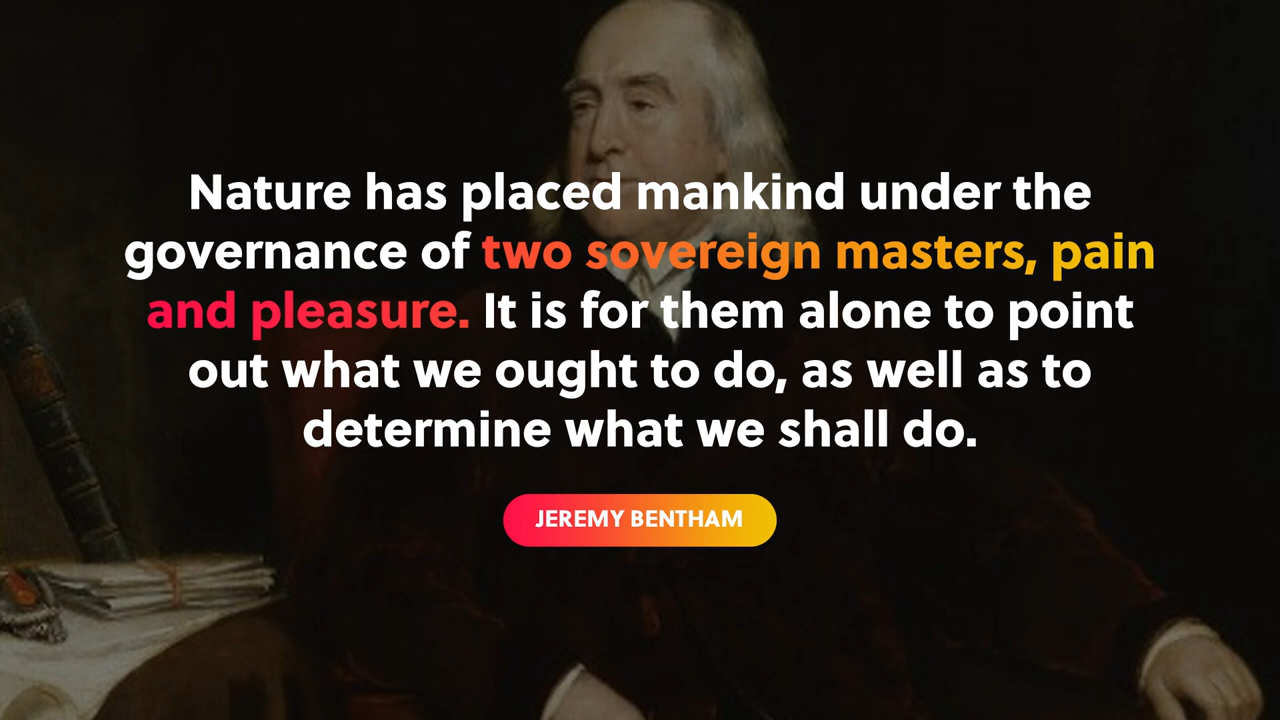 Nature has placed mankind under the
governance of two sovereign masters, pain
and pleasure. It is for them alone to point
out what we ought to do, as well as to
determine what we shall do.
JEREMY BENTHAM